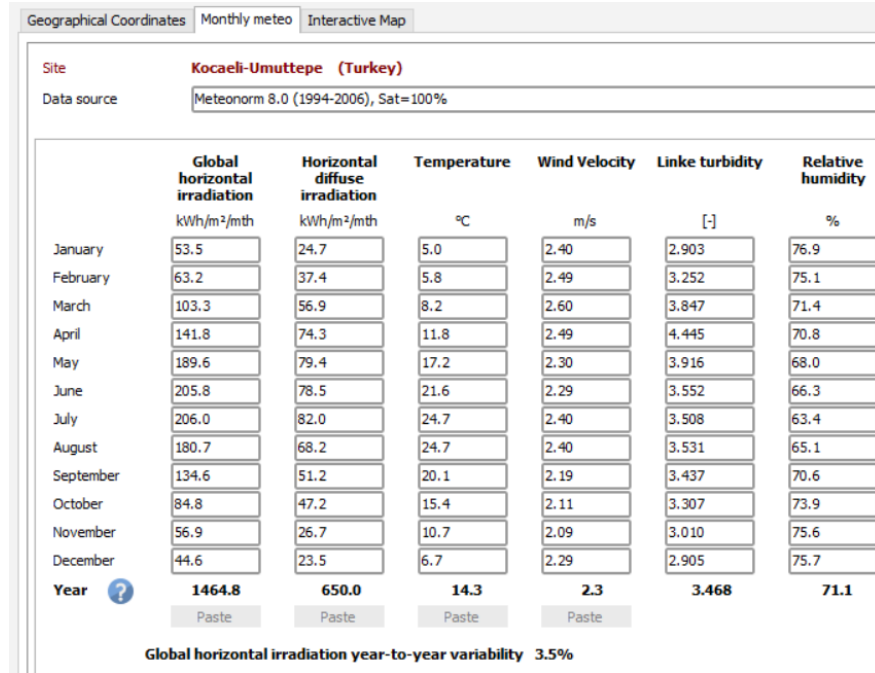 Geographical Coordinates Monthly meteo Interactive Map
Site Kocaeli-Umuttepe (Turkey)
Data source Meteonorm 8.0 (1994-2006), Sat=100%
Global horizontal irradiation Horizontal diffuse irradiation Temperature Wind Velocity Linke turbidity Relative humidity
kWh/m²/mth kWh/m²/mth °C m/s [-] %
January 53.5 24.7 5.0 2.40 2.903 76.9
February 63.2 37.4 5.8 2.49 3.252 75.1
March 103.3 56.9 8.2 2.60 3.847 71.4
April 141.8 74.3 11.8 2.49 4.445 70.8
May 189.6 79.4 17.2 2.30 3.916 68.0
June 205.8 78.5 21.6 2.29 3.552 66.3
July 206.0 82.0 24.7 2.40 3.508 63.4
August 180.7 68.2 24.7 2.40 3.531 65.1
September 134.6 51.2 20.1 2.19 3.437 70.6
October 84.8 47.2 15.4 2.11 3.307 73.9
November 56.9 26.7 10.7 2.09 3.010 75.6
December 44.6 23.5 6.7 2.29 2.905 75.7
Year ? 1464.8 650.0 14.3 2.3 3.468 71.1
Paste Paste Paste Paste
Global horizontal irradiation year-to-year variability 3.5%